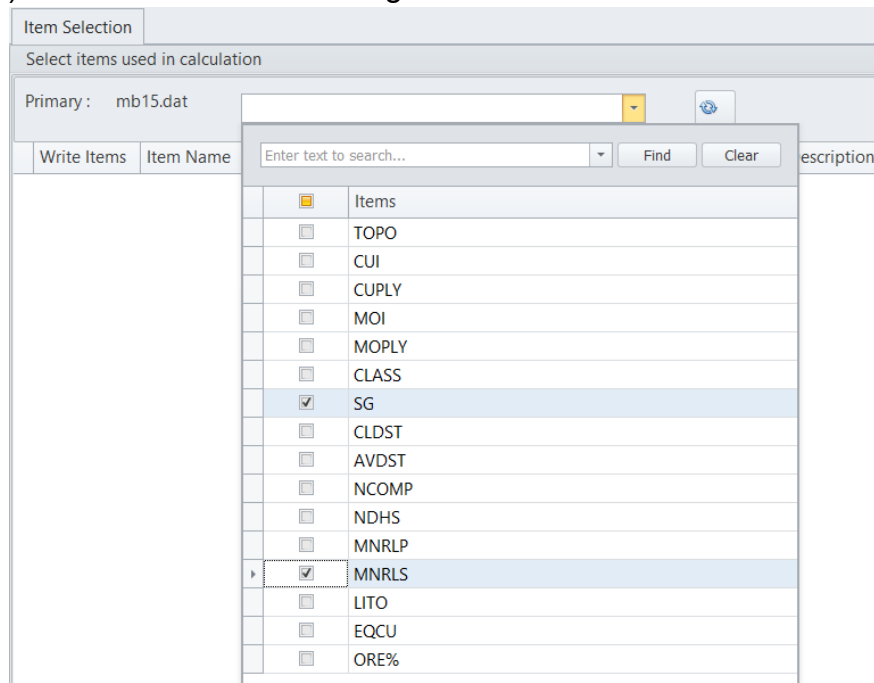 Item Selection
Select items used in calculation
Primary : mb15.dat
Write Items Item Name
Enter text to search... Find Clear
escription
Items
TOPO
CUI
CUPLY
MOI
MOPLY
CLASS
SG
CLDST
AVDST
NCOMP
NDHS
MNRLP
MNRLS
LITO
EQCU
ORE%